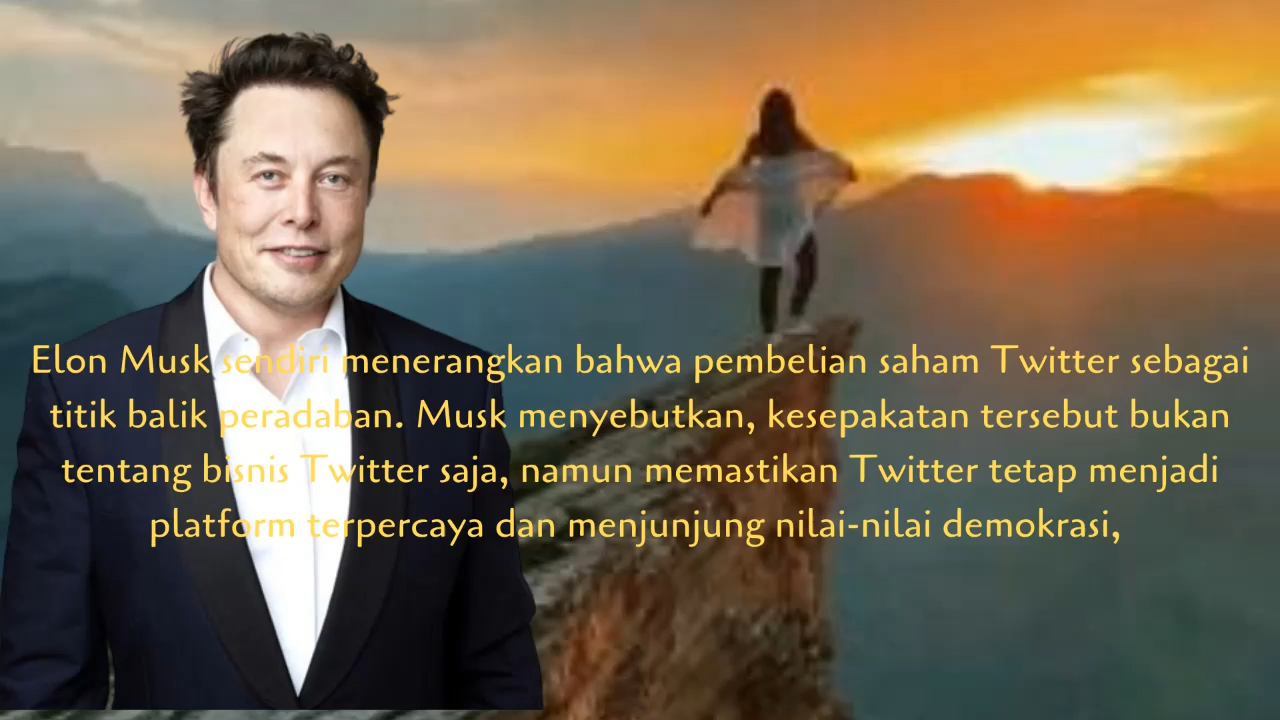 Elon Musk sendiri menerangkan bahwa pembelian saham Twitter sebagai
titik balik peradaban. Musk menyebutkan, kesepakatan tersebut bukan
tentang bisnis Twitter saja, namun memastikan Twitter tetap menjadi
platform terpercaya dan menjunjung nilai-nilai demokrasi,